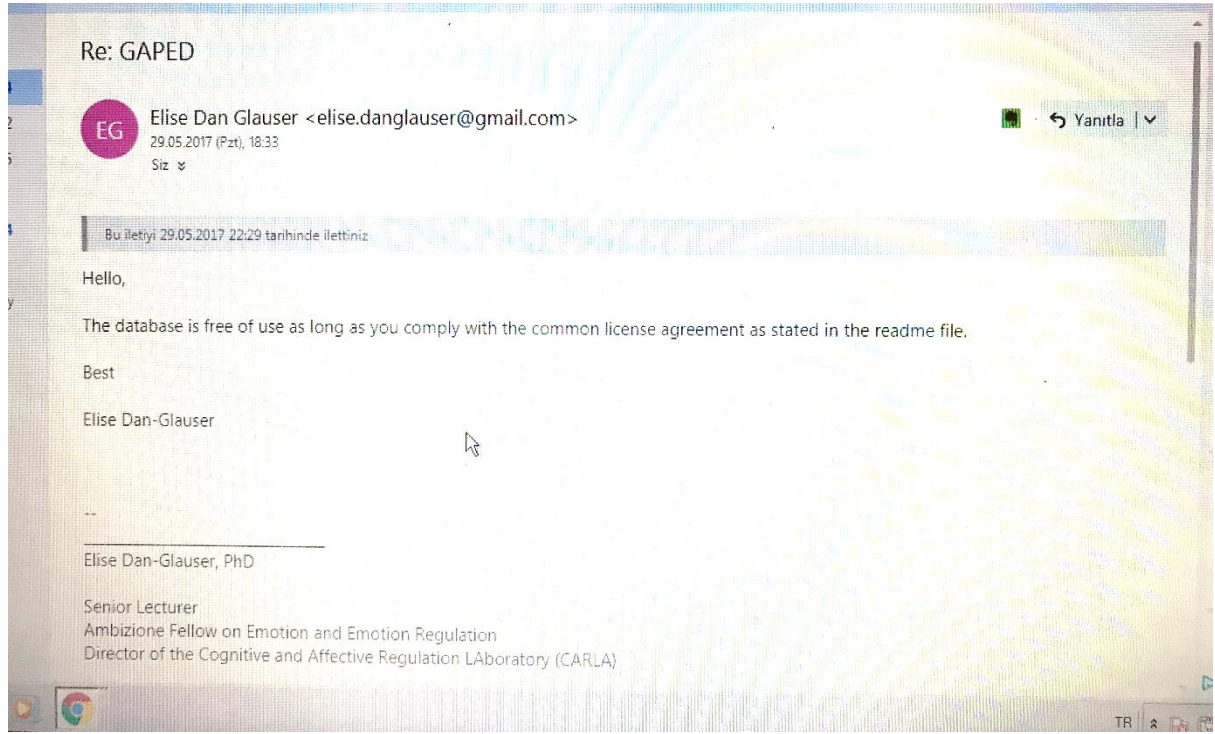 Re: GAPED
EG
Elise Dan Glauser <elise.danglauser@gmail.com>
29.05.2017 (Pzt), 18:33
Siz
Yanıtla
Bu iletiyi 29.05.2017 22:29 tarihinde ilettiniz
Hello,
The database is free of use as long as you comply with the common license agreement as stated in the readme file.
Best
Elise Dan-Glauser
--
Elise Dan-Glauser, PhD
Senior Lecturer
Ambizione Fellow on Emotion and Emotion Regulation
Director of the Cognitive and Affective Regulation LAboratory (CARLA)
TR